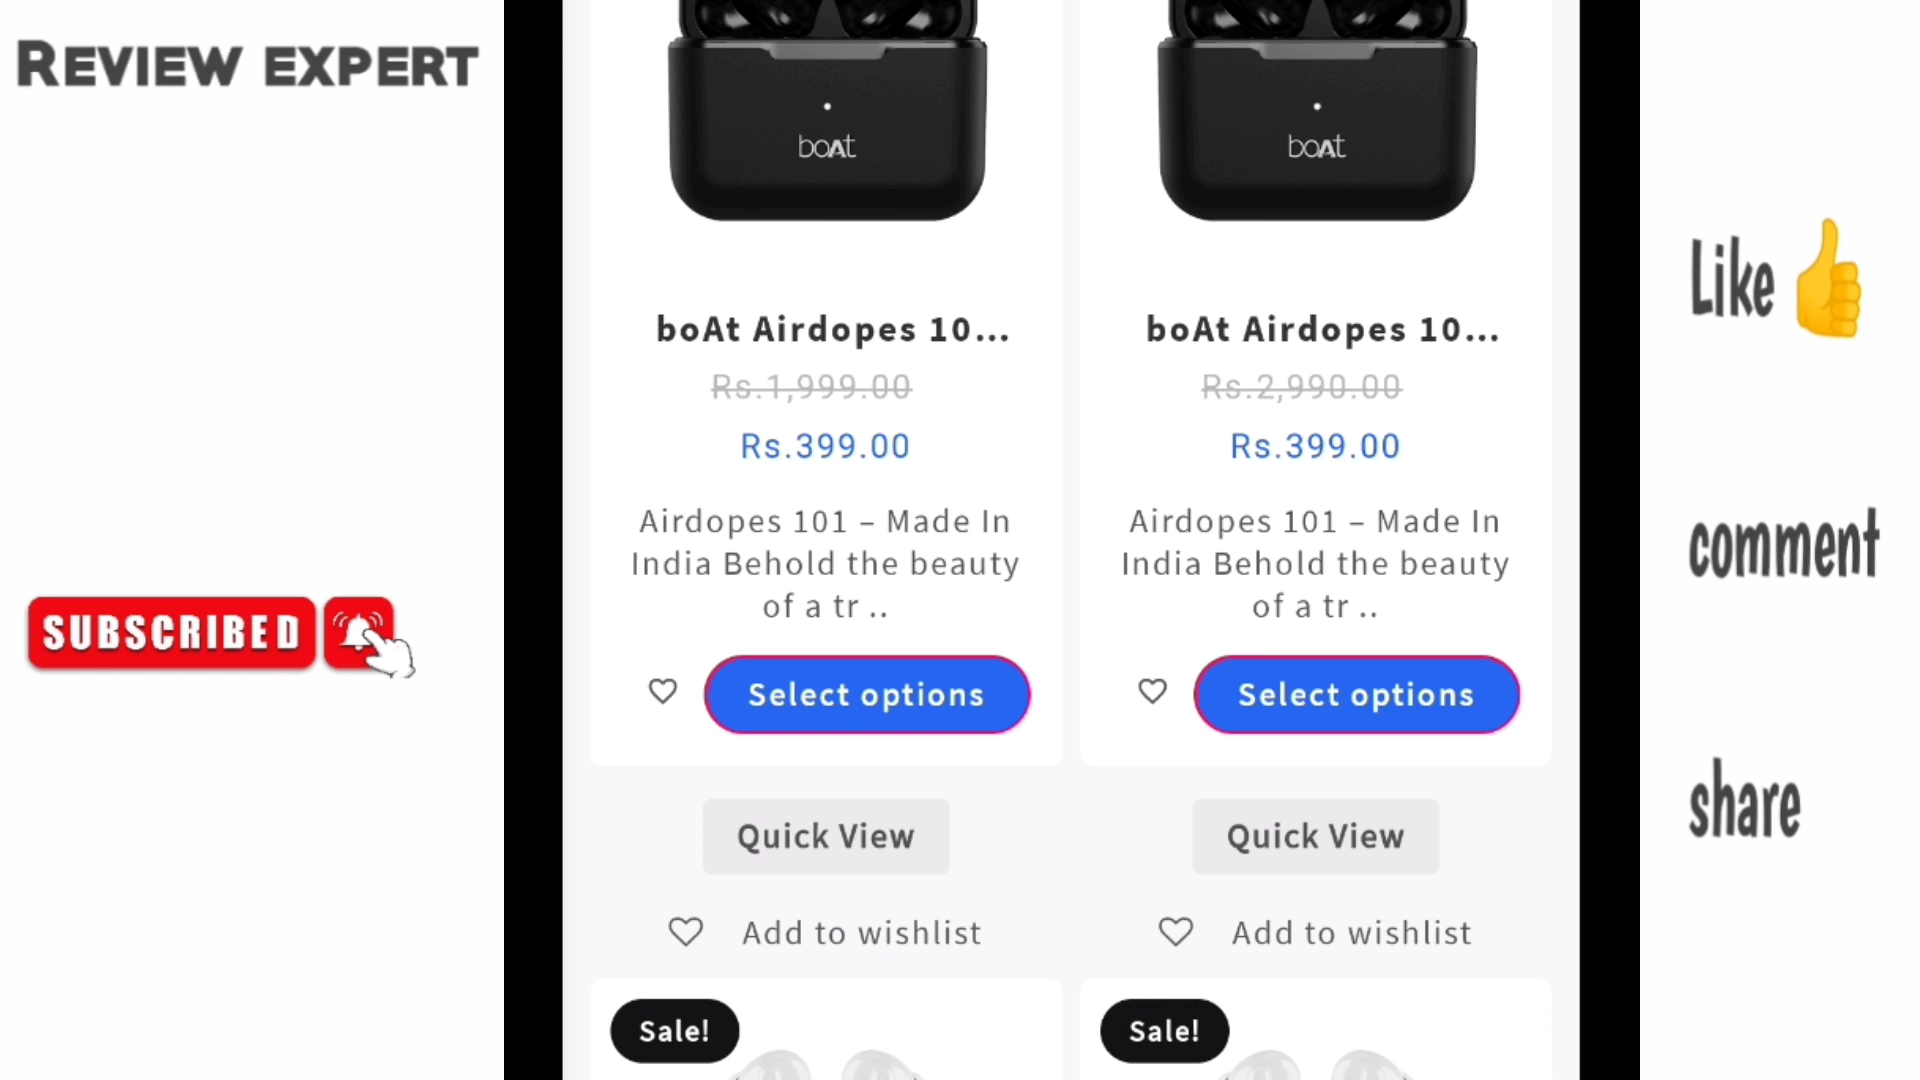 REVIEW EXPERT
SUBSCRIBED
boAt
boAt Airdopes 10...
Rs.1,999.00
Rs.399.00
Airdopes 101 – Made In
India Behold the beauty
of a tr ..
Select options
Quick View
Add to wishlist
Sale!
boAt
boAt Airdopes 10...
Rs.2,990.00
Rs.399.00
Airdopes 101 – Made In
India Behold the beauty
of a tr ..
Select options
Quick View
Add to wishlist
Sale!
Like
comment
share